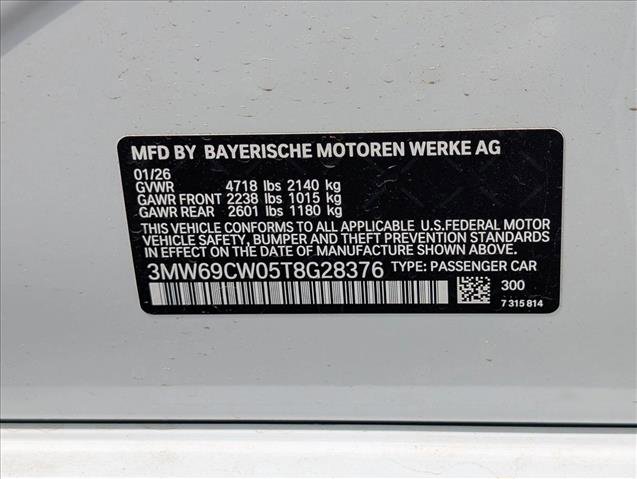 MFD BY BAYERISCHE MOTOREN WERKE AG
01/26
GVWR 4718 lbs 2140 kg
GAWR FRONT 2238 lbs 1015 kg
GAWR REAR 2601 lbs 1180 kg
THIS VEHICLE CONFORMS TO ALL APPLICABLE U.S.FEDERAL MOTOR
VEHICLE SAFETY, BUMPER AND THEFT PREVENTION STANDARDS
IN EFFECT ON THE DATE OF MANUFACTURE SHOWN ABOVE.
3MW69CW05T8G28376 TYPE: PASSENGER CAR
300
7 315 814